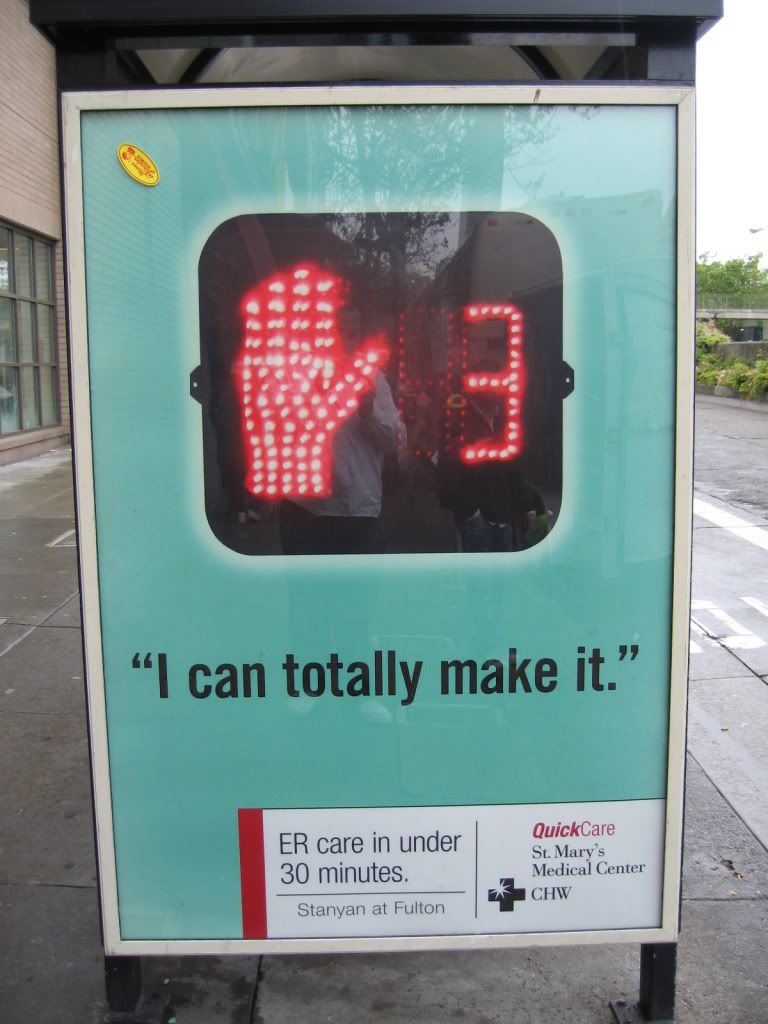 3
“I can totally make it.”
ER care in under
30 minutes.
Stanyan at Fulton
QuickCare
St. Mary's
Medical Center
CHW